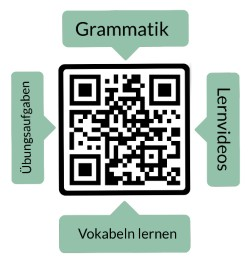 Grammatik
Übungsaufgaben
Lernvideos
Vokabeln lernen